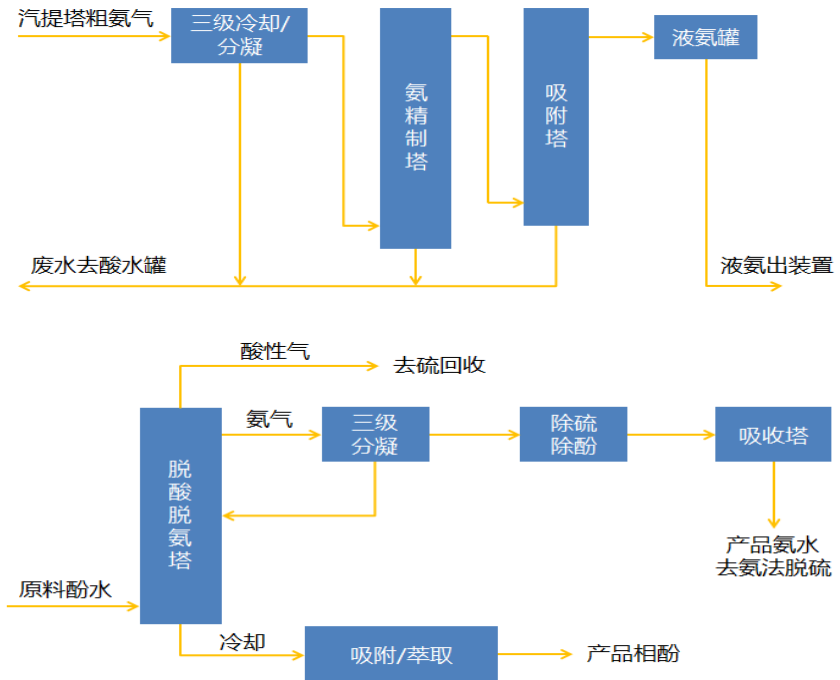 汽提塔粗氨气
三级冷却/
分凝
氨精制塔
吸附塔
液氨罐
废水去酸水罐
液氨出装置
酸性气
去硫回收
氨气
三级
分凝
除硫
除酚
吸收塔
脱酸脱氨塔
产品氨水
去氨法脱硫
原料酚水
冷却
吸附/萃取
产品相酚